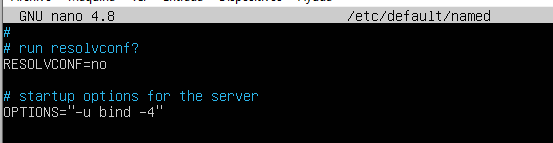 GNU nano 4.8 /etc/default/named
#
# run resolvconf?
RESOLVCONF=no
# startup options for the server
OPTIONS="-u bind -4"